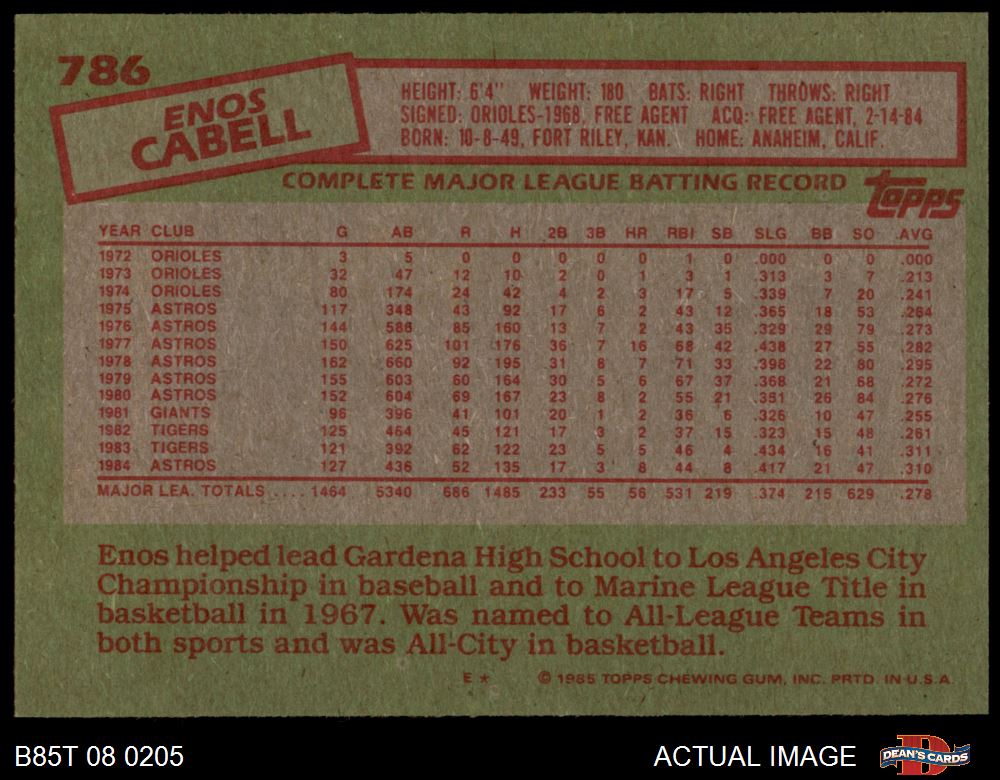 786
ENOS
CABELL
HEIGHT: 6'4" WEIGHT: 180 BATS: RIGHT THROWS: RIGHT
SIGNED: ORIOLES-1968, FREE AGENT ACQ: FREE AGENT, 2-14-84
BORN: 10-8-49, FORT RILEY, KAN. HOME: ANAHEIM, CALIF.
COMPLETE MAJOR LEAGUE BATTING RECORD
topps
YEAR CLUB G AB R H 2B 3B HR RBI SB SLG BB SO AVG
1972 ORIOLES 3 5 0 0 0 0 0 1 0 .000 0 0 .000
1973 ORIOLES 32 47 12 10 2 0 1 3 1 .313 3 7 .213
1974 ORIOLES 80 174 24 42 4 2 3 17 5 .339 7 20 .241
1975 ASTROS 117 348 43 92 17 6 2 43 12 .365 18 53 .264
1976 ASTROS 144 586 85 160 13 7 2 43 35 .329 29 79 .273
1977 ASTROS 150 625 101 176 36 7 16 68 42 .438 27 55 .282
1978 ASTROS 162 660 92 195 31 8 7 71 33 .398 22 80 .295
1979 ASTROS 155 603 60 164 30 5 6 67 37 .368 21 68 .272
1980 ASTROS 152 604 69 167 23 8 2 55 21 .351 26 84 .276
1981 GIANTS 96 396 41 101 20 1 2 36 6 .326 10 47 .255
1982 TIGERS 125 464 45 121 17 3 2 37 15 .323 15 48 .261
1983 TIGERS 121 392 62 122 23 5 5 46 4 .434 16 41 .311
1984 ASTROS 127 436 52 135 17 3 8 44 8 .417 21 47 .310
MAJOR LEA. TOTALS .... 1464 5340 686 1485 233 55 56 531 219 .374 215 629 .278
Enos helped lead Gardena High School to Los Angeles City
Championship in baseball and to Marine League Title in
basketball in 1967. Was named to All-League Teams in
both sports and was All-City in basketball.
E * © 1985 TOPPS CHEWING GUM, INC. PRTD. IN U.S.A.
B85T 08 0205 ACTUAL IMAGE DEAN'S CARDS